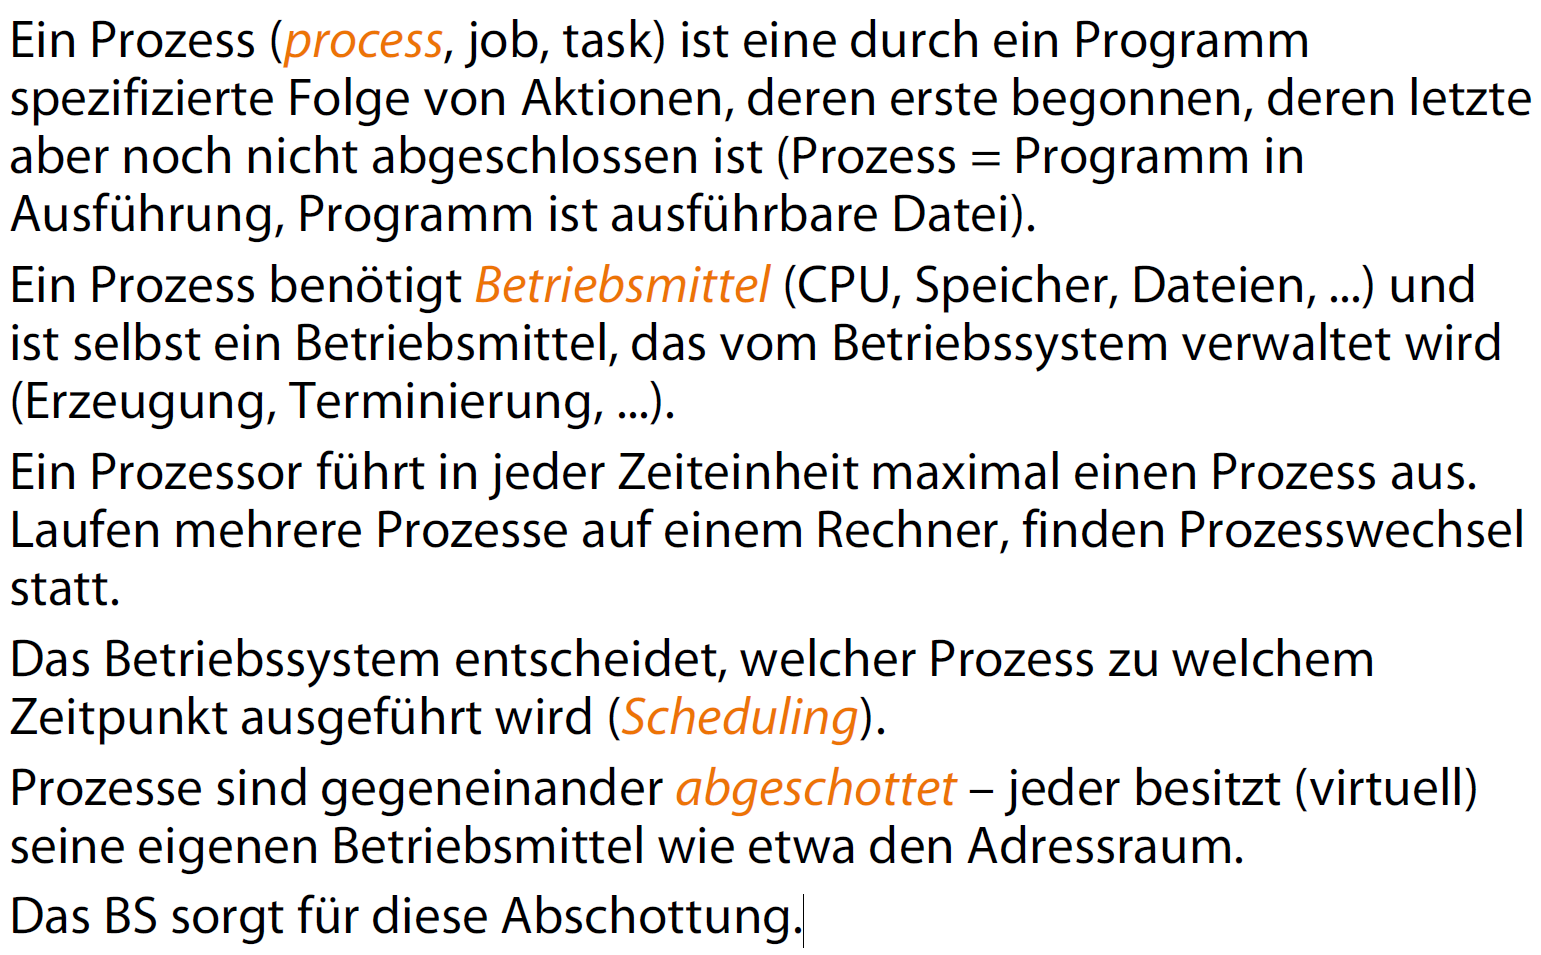 Ein Prozess (process, job, task) ist eine durch ein Programm
spezifizierte Folge von Aktionen, deren erste begonnen, deren letzte
aber noch nicht abgeschlossen ist (Prozess = Programm in
Ausführung, Programm ist ausführbare Datei).
Ein Prozess benötigt Betriebsmittel (CPU, Speicher, Dateien, ...) und
ist selbst ein Betriebsmittel, das vom Betriebssystem verwaltet wird
(Erzeugung, Terminierung, ...).
Ein Prozessor führt in jeder Zeiteinheit maximal einen Prozess aus.
Laufen mehrere Prozesse auf einem Rechner, finden Prozesswechsel
statt.
Das Betriebssystem entscheidet, welcher Prozess zu welchem
Zeitpunkt ausgeführt wird (Scheduling).
Prozesse sind gegeneinander abgeschottet – jeder besitzt (virtuell)
seine eigenen Betriebsmittel wie etwa den Adressraum.
Das BS sorgt für diese Abschottung.